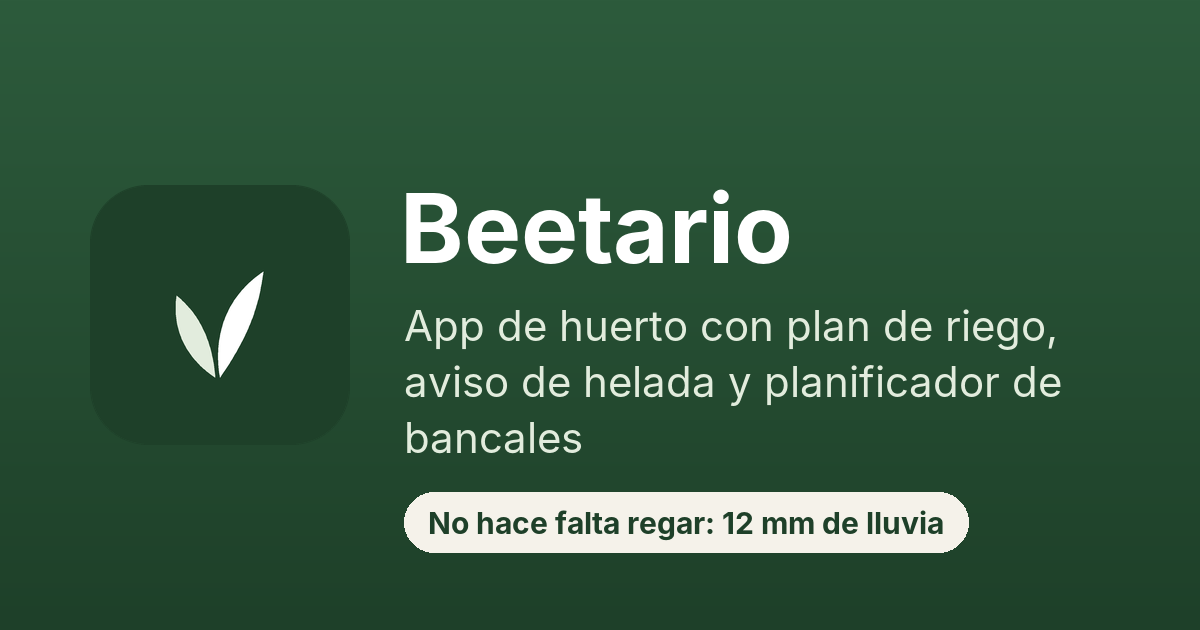 Beetario
App de huerto con plan de riego,
aviso de helada y planificador de
bancales
No hace falta regar: 12 mm de lluvia